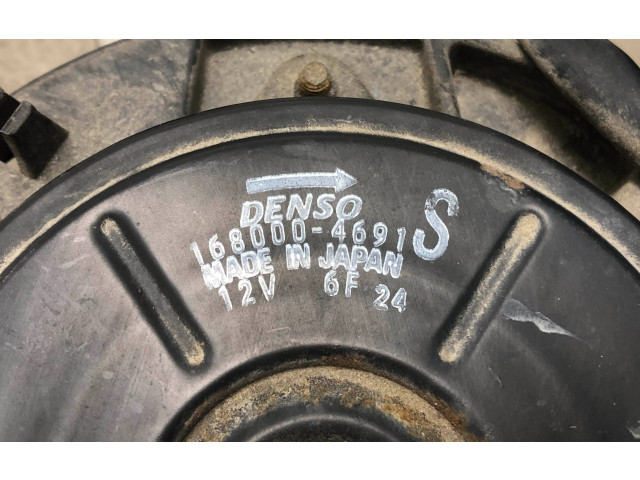 DENSO
168000-4691 S
MADE IN JAPAN
12V 6F 24